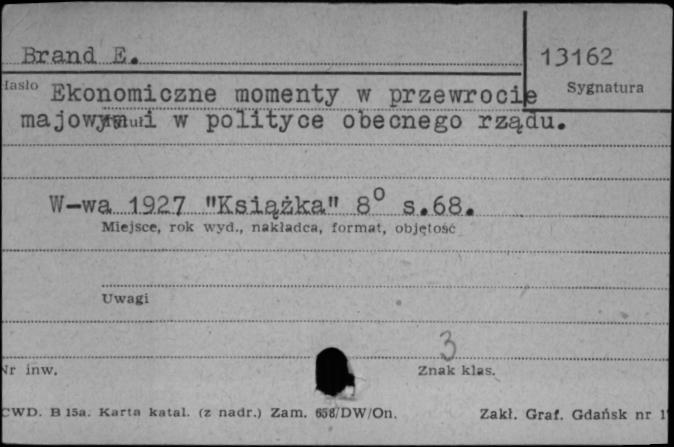 Brand E.
13162
Hasło
Sygnatura
Ekonomiczne momenty w przewrocie
majowym i w polityce obecnego rządu.
Tytuł
W-wa 1927 "Książka" 8° s.68.
Miejsce, rok wyd., nakładca, format, objętość
Uwagi
3
Nr inw.
Znak klas.
CWD. B 15a. Karta katal. (z nadr.) Zam. 658/DW/On.
Zakł. Graf. Gdańsk nr 1